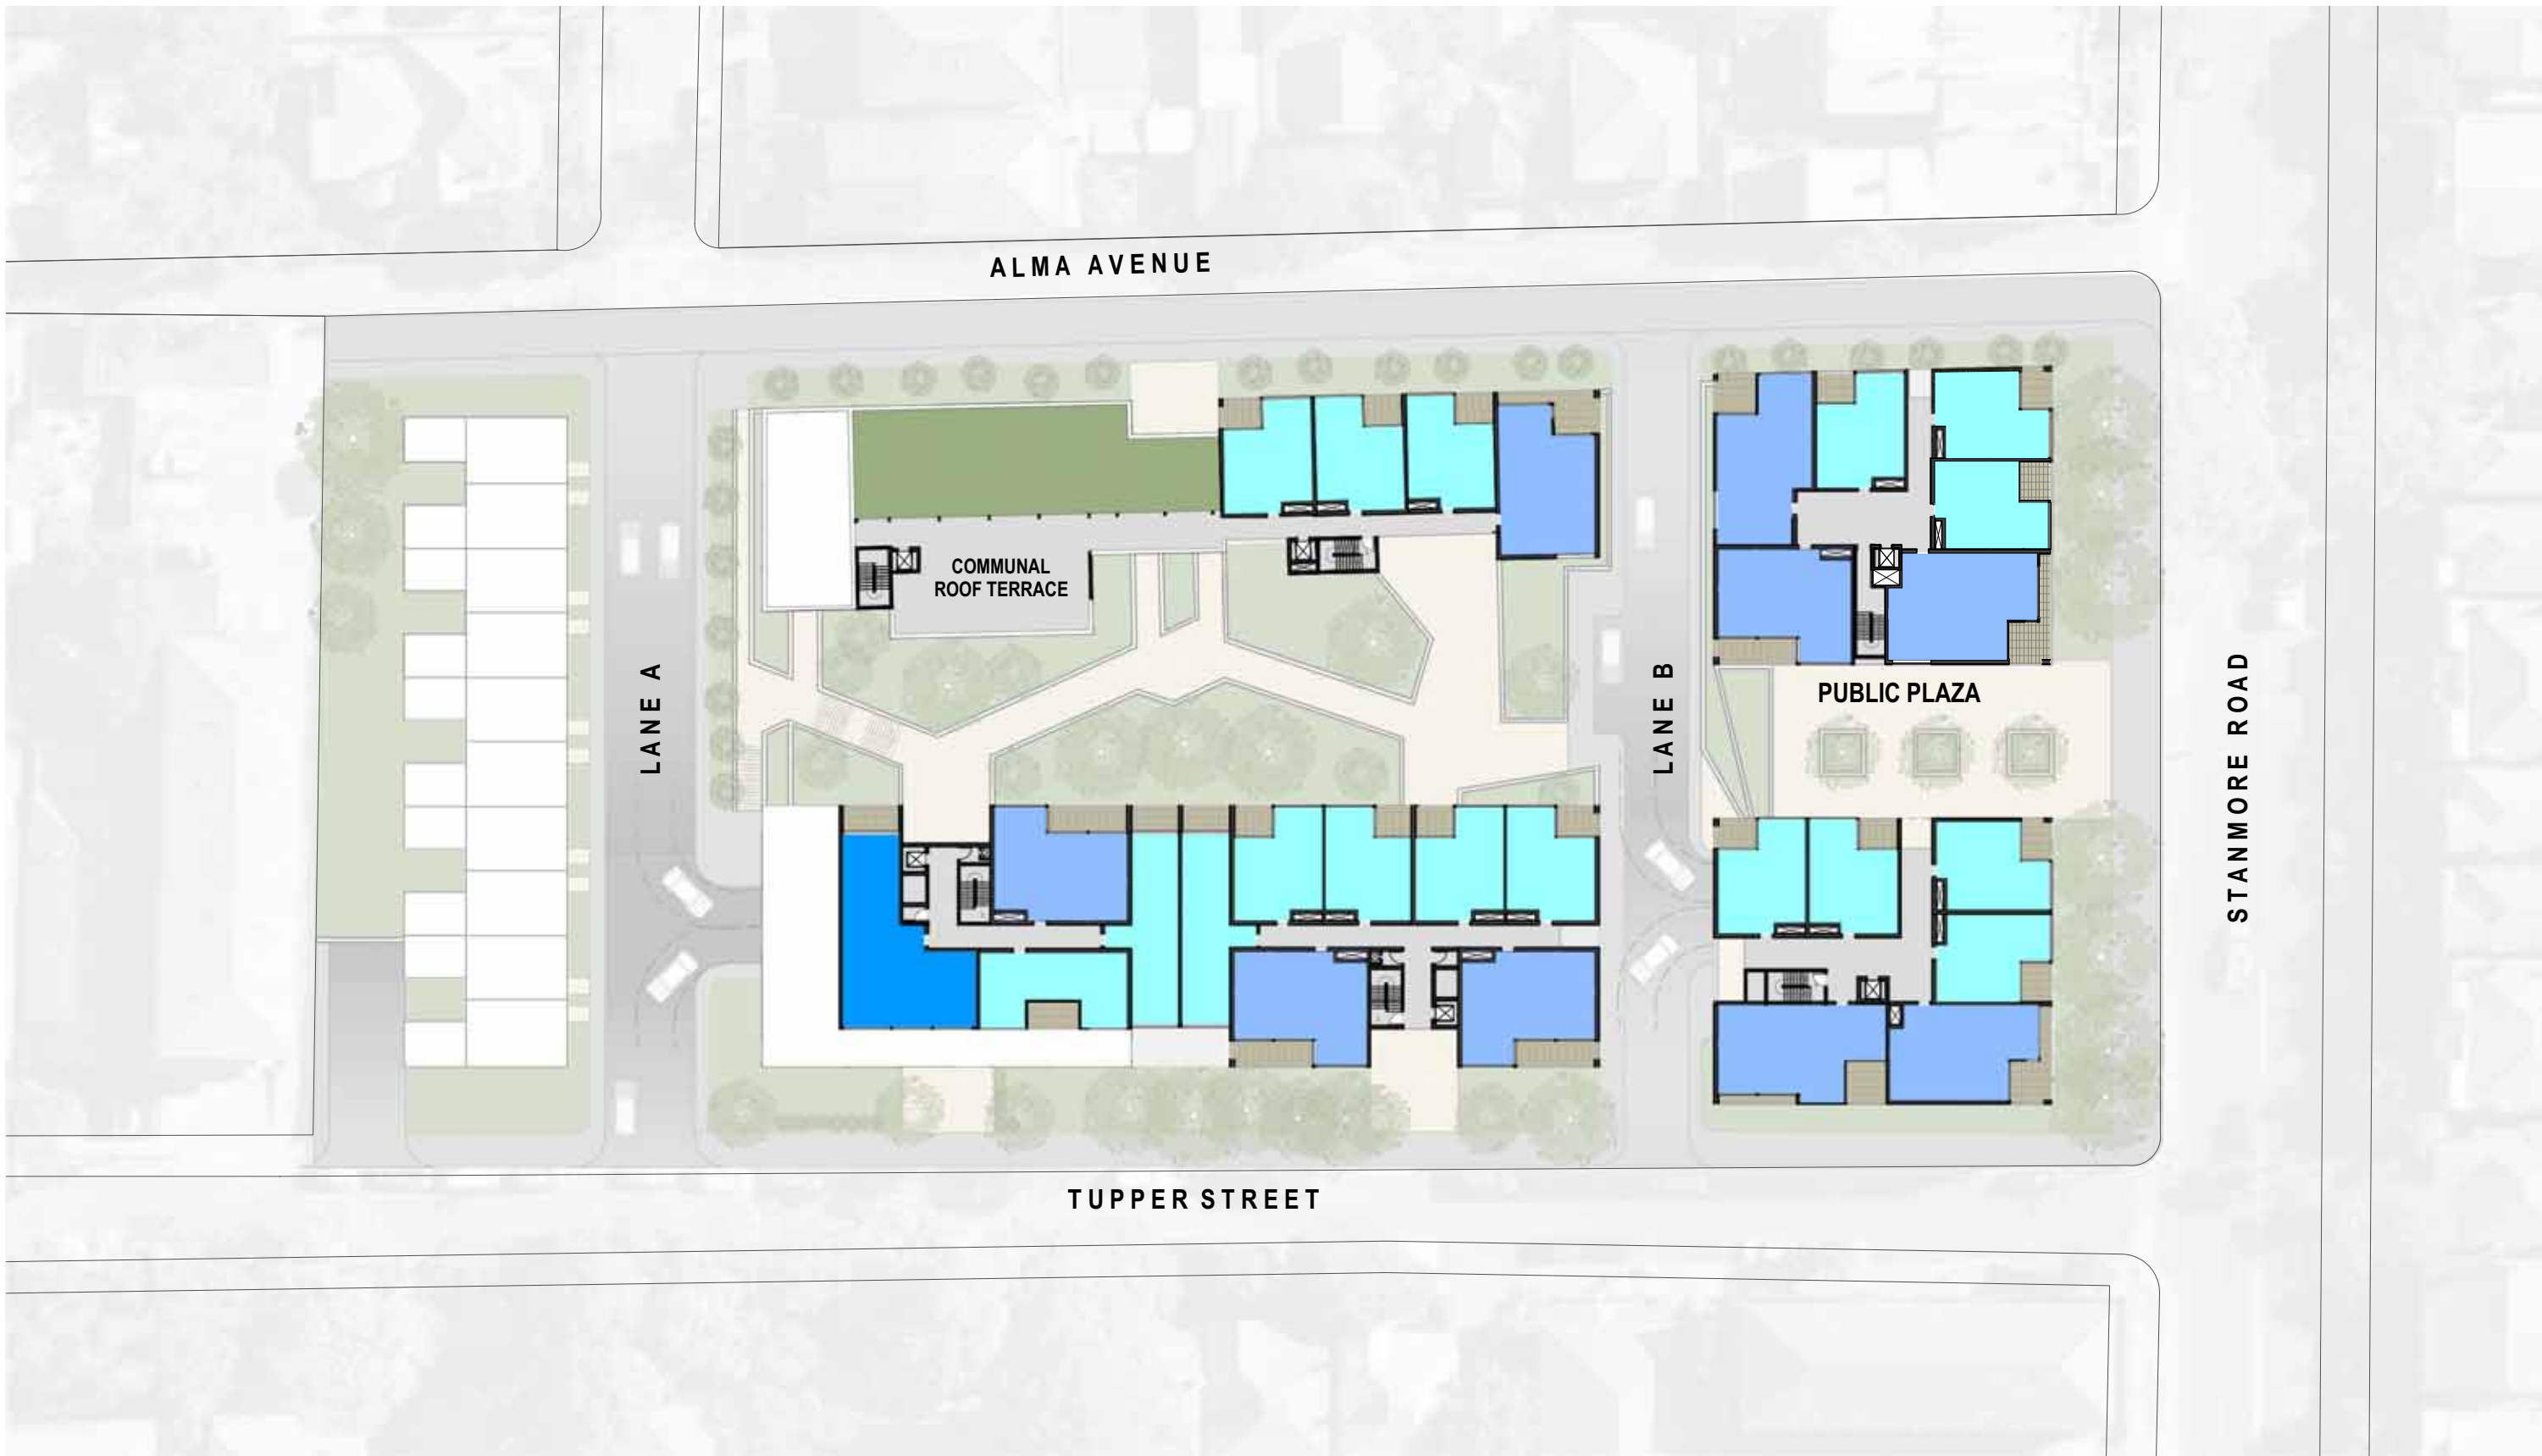 ALMA AVENUE
COMMUNAL
ROOF TERRACE
LANE A
LANE B
PUBLIC PLAZA
STANMORE ROAD
TUPPER STREET